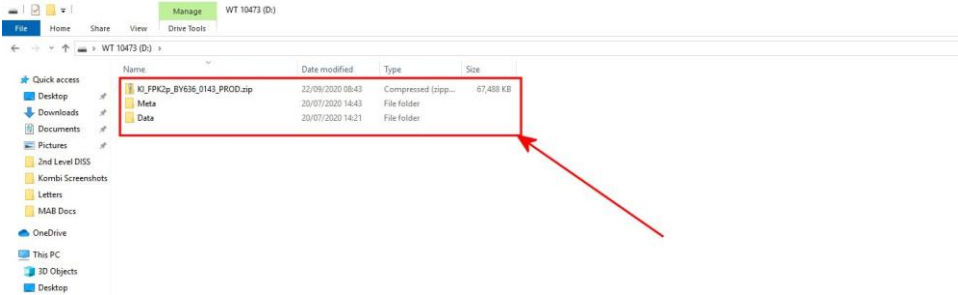 Manage WT 10473 (D:)
File Home Share View Drive Tools
WT 10473 (D:)
Name Date modified Type Size
KI_FPK2p_BY636_0143_PROD.zip 22/09/2020 08:43 Compressed (zipp... 67,488 KB
Meta 20/07/2020 14:43 File folder
Data 20/07/2020 14:21 File folder
Quick access
Desktop
Downloads
Documents
Pictures
2nd Level DISS
Kombi Screenshots
Letters
MAB Docs
OneDrive
This PC
3D Objects
Desktop